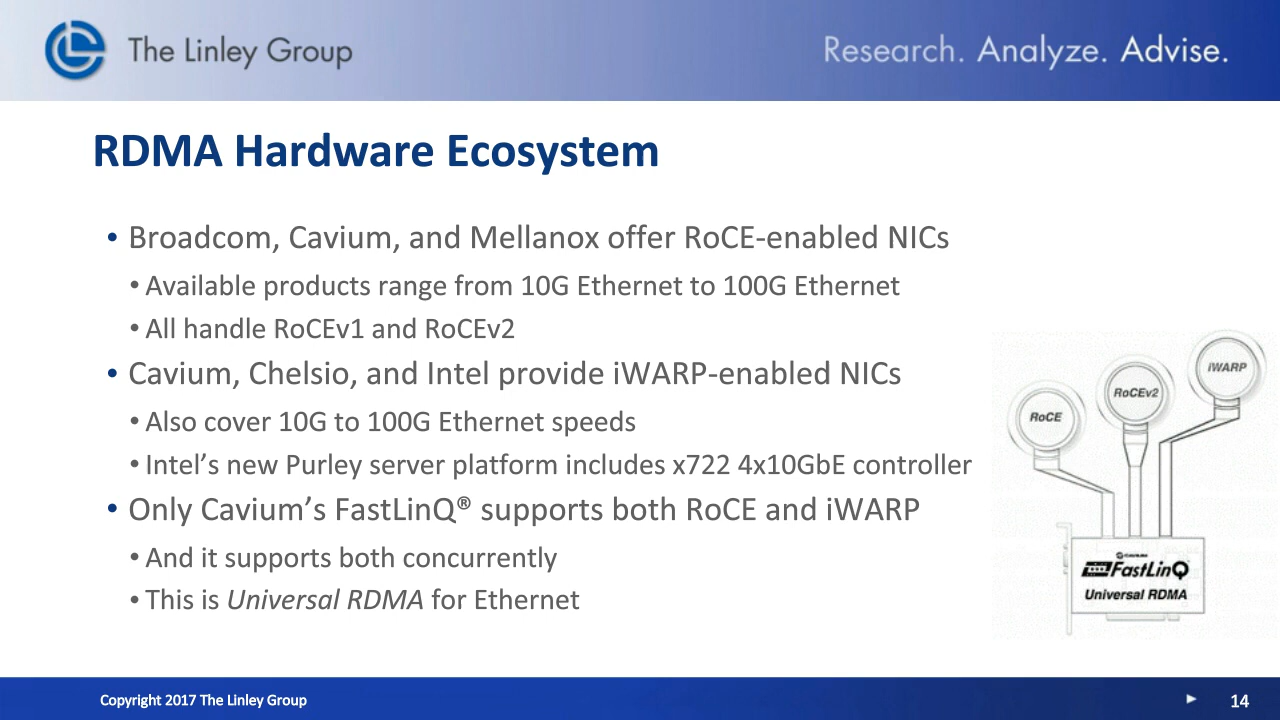 The Linley Group
Research. Analyze. Advise.
RDMA Hardware Ecosystem
• Broadcom, Cavium, and Mellanox offer RoCE-enabled NICs
• Available products range from 10G Ethernet to 100G Ethernet
• All handle RoCEv1 and RoCEv2
• Cavium, Chelsio, and Intel provide iWARP-enabled NICs
• Also cover 10G to 100G Ethernet speeds
• Intel’s new Purley server platform includes x722 4x10GbE controller
• Only Cavium’s FastLinQ® supports both RoCE and iWARP
• And it supports both concurrently
• This is Universal RDMA for Ethernet
RoCE
RoCEv2
iWARP
CAVIUM
FastLinQ
Universal RDMA
Copyright 2017 The Linley Group
14